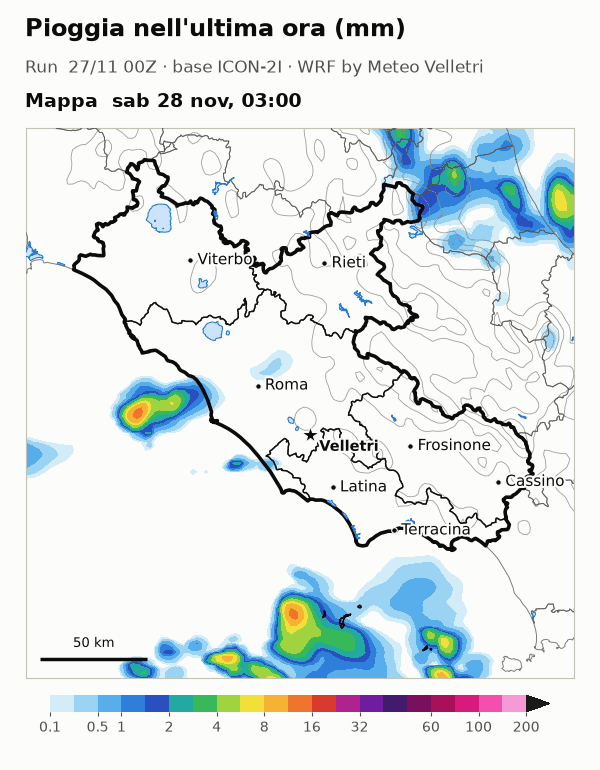 Pioggia nell'ultima ora (mm)
Run 27/11 00Z · base ICON-2I · WRF by Meteo Velletri
Mappa sab 28 nov, 03:00
Viterbo
Rieti
Roma
Velletri
Frosinone
Cassino
Latina
Terracina
50 km
0.1 0.5 1 2 4 8 16 32 60 100 200